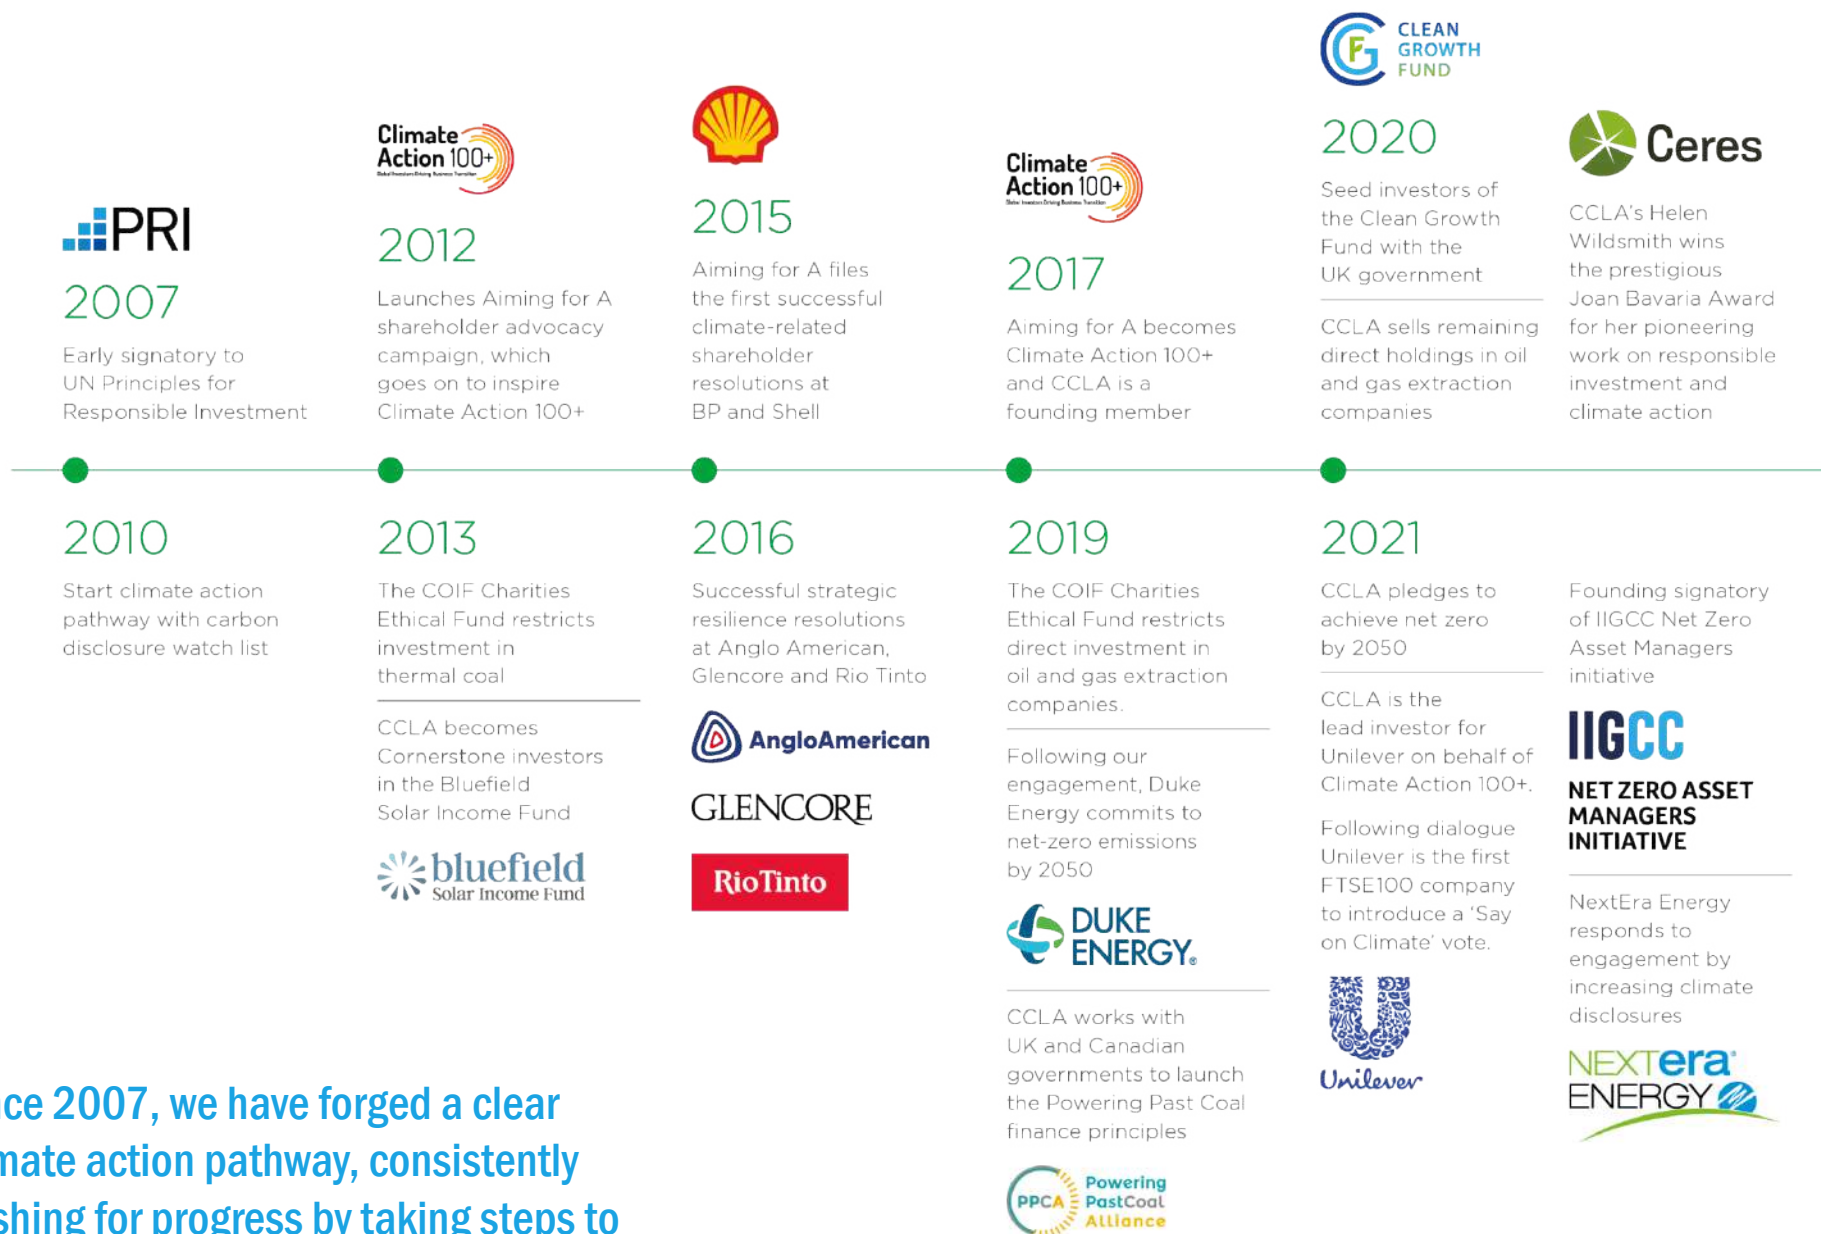 PRI
2007
Early signatory to
UN Principles for
Responsible Investment
Climate
Action 100+
Global Investors Driving Business Transition
2012
Launches Aiming for A
shareholder advocacy
campaign, which
goes on to inspire
Climate Action 100+
2015
Aiming for A files
the first successful
climate-related
shareholder
resolutions at
BP and Shell
Climate
Action 100+
Global Investors Driving Business Transition
2017
Aiming for A becomes
Climate Action 100+
and CCLA is a
founding member
CGF
CLEAN
GROWTH
FUND
2020
Seed investors of
the Clean Growth
Fund with the
UK government
CCLA sells remaining
direct holdings in oil
and gas extraction
companies
Ceres
CCLA's Helen
Wildsmith wins
the prestigious
Joan Bavaria Award
for her pioneering
work on responsible
investment and
climate action
2010
Start climate action
pathway with carbon
disclosure watch list
2013
The COIF Charities
Ethical Fund restricts
investment in
thermal coal
CCLA becomes
Cornerstone investors
in the Bluefield
Solar Income Fund
bluefield
Solar Income Fund
2016
Successful strategic
resilience resolutions
at Anglo American,
Glencore and Rio Tinto
AngloAmerican
GLENCORE
RioTinto
2019
The COIF Charities
Ethical Fund restricts
direct investment in
oil and gas extraction
companies.
Following our
engagement, Duke
Energy commits to
net-zero emissions
by 2050
DUKE
ENERGY®
CCLA works with
UK and Canadian
governments to launch
the Powering Past Coal
finance principles
PPCA
Powering
PastCoal
Alliance
2021
CCLA pledges to
achieve net zero
by 2050
CCLA is the
lead investor for
Unilever on behalf of
Climate Action 100+.
Following dialogue
Unilever is the first
FTSE100 company
to introduce a 'Say
on Climate' vote.
Unilever
Founding signatory
of IIGCC Net Zero
Asset Managers
initiative
IIGCC
NET ZERO ASSET
MANAGERS
INITIATIVE
NextEra Energy
responds to
engagement by
increasing climate
disclosures
NEXTera®
ENERGY
2007, we have forged a clear
action pathway, consistently
for progress by taking steps to